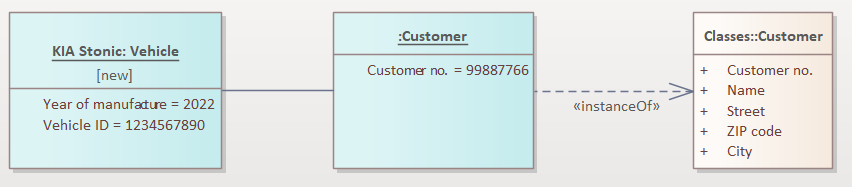 KIA Stonic: Vehicle
[new]
Year of manufacture = 2022
Vehicle ID = 1234567890
:Customer
Customer no. = 99887766
«instanceOf»
Classes::Customer
+ Customer no.
+ Name
+ Street
+ ZIP code
+ City